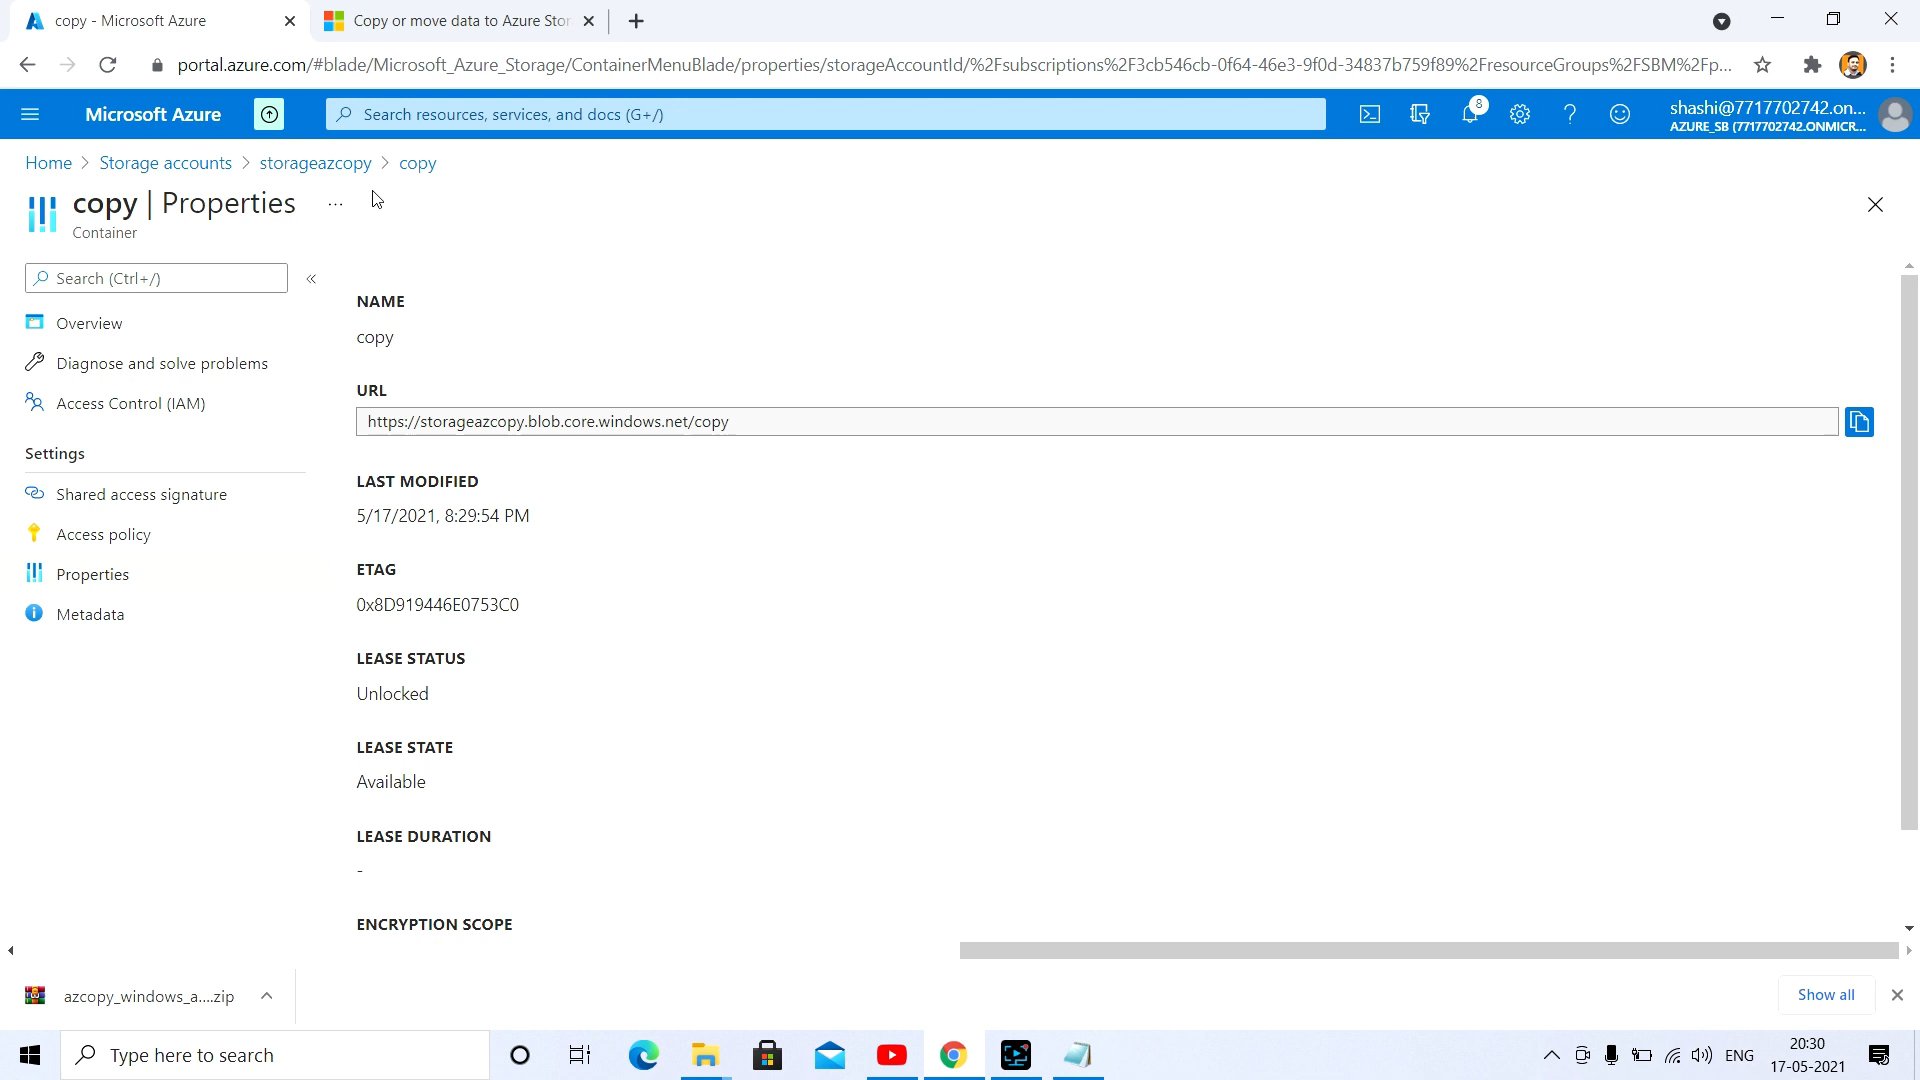 copy - Microsoft Azure
Copy or move data to Azure Stor
portal.azure.com/#blade/Microsoft_Azure_Storage/ContainerMenuBlade/properties/storageAccountId/%2Fsubscriptions%2F3cb546cb-0f64-46e3-9f0d-34837b759f89%2FresourceGroups%2FSBM%2Fp...
Microsoft Azure
Search resources, services, and docs (G+/)
8
shashi@7717702742.on...
AZURE_SB (7717702742.ONMICR...
Home > Storage accounts > storageazcopy > copy
copy | Properties ...
Container
Search (Ctrl+/)
«
Overview
Diagnose and solve problems
Access Control (IAM)
Settings
Shared access signature
Access policy
Properties
Metadata
NAME
copy
URL
https://storageazcopy.blob.core.windows.net/copy
LAST MODIFIED
5/17/2021, 8:29:54 PM
ETAG
0x8D919446E0753C0
LEASE STATUS
Unlocked
LEASE STATE
Available
LEASE DURATION
-
ENCRYPTION SCOPE
azcopy_windows_a....zip
Show all
Type here to search
ENG
20:30
17-05-2021